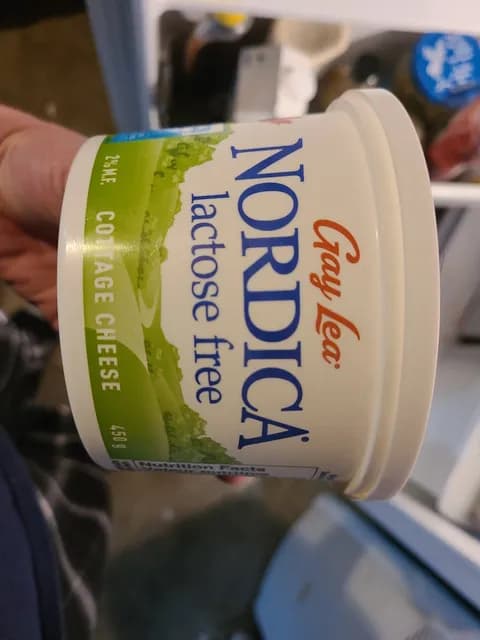 Gay Lea
NORDICA
lactose free
2% M.F. COTTAGE CHEESE 450 g
Nutrition Facts